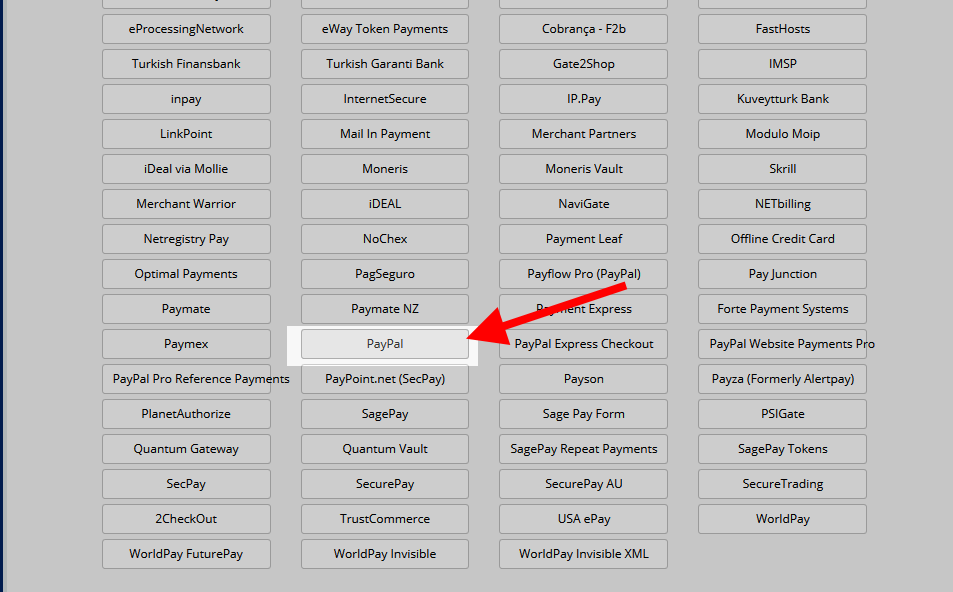 eProcessingNetwork eWay Token Payments Cobrança - F2b FastHosts
Turkish Finansbank Turkish Garanti Bank Gate2Shop IMSP
inpay InternetSecure IP.Pay Kuveytturk Bank
LinkPoint Mail In Payment Merchant Partners Modulo Moip
iDeal via Mollie Moneris Moneris Vault Skrill
Merchant Warrior iDEAL NaviGate NETbilling
Netregistry Pay NoChex Payment Leaf Offline Credit Card
Optimal Payments PagSeguro Payflow Pro (PayPal) Pay Junction
Paymate Paymate NZ Payment Express Forte Payment Systems
Paymex PayPal PayPal Express Checkout PayPal Website Payments Pro
PayPal Pro Reference Payments PayPoint.net (SecPay) Payson Payza (Formerly Alertpay)
PlanetAuthorize SagePay Sage Pay Form PSIGate
Quantum Gateway Quantum Vault SagePay Repeat Payments SagePay Tokens
SecPay SecurePay SecurePay AU SecureTrading
2CheckOut TrustCommerce USA ePay WorldPay
WorldPay FuturePay WorldPay Invisible WorldPay Invisible XML